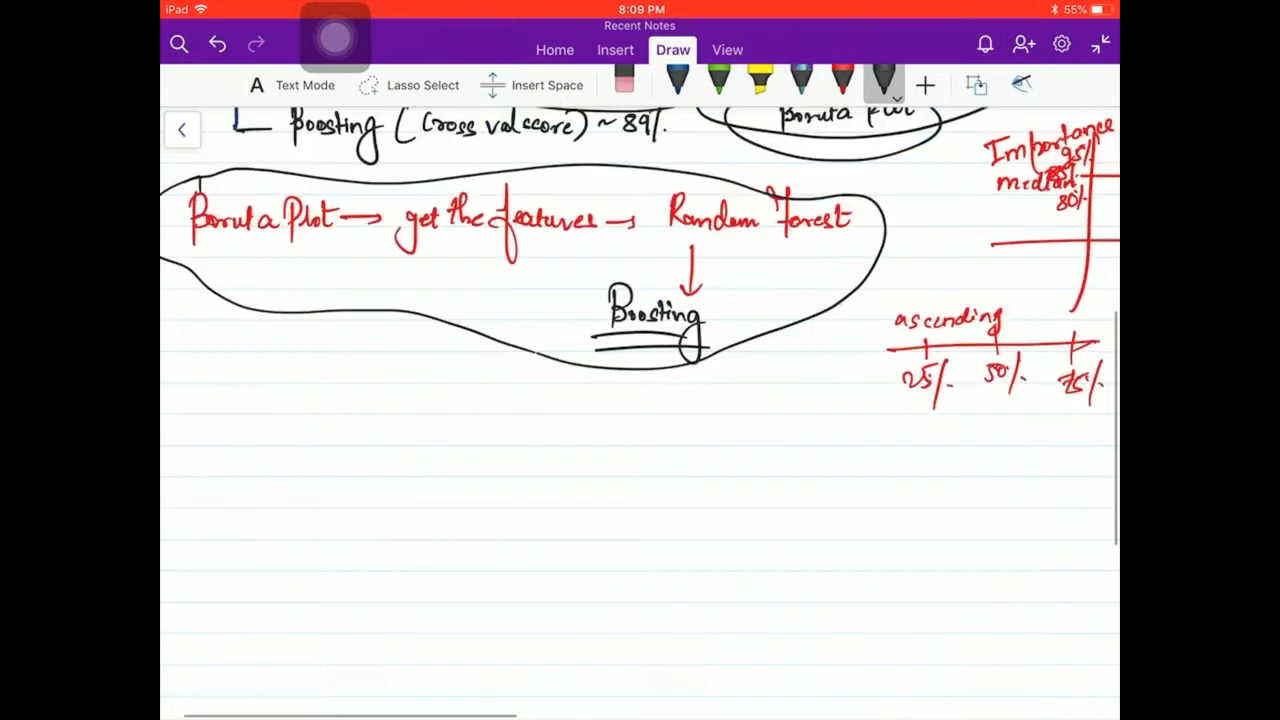 iPad 8:09 PM 55%
Recent Notes
Home Insert Draw View
A Text Mode Lasso Select Insert Space
Boosting (cross val score) ~ 89%. Boruta plot
Importance
95%
median
80%
Boruta Plot → get the features → Random forest
Boosting
ascending
25% 50% 75%